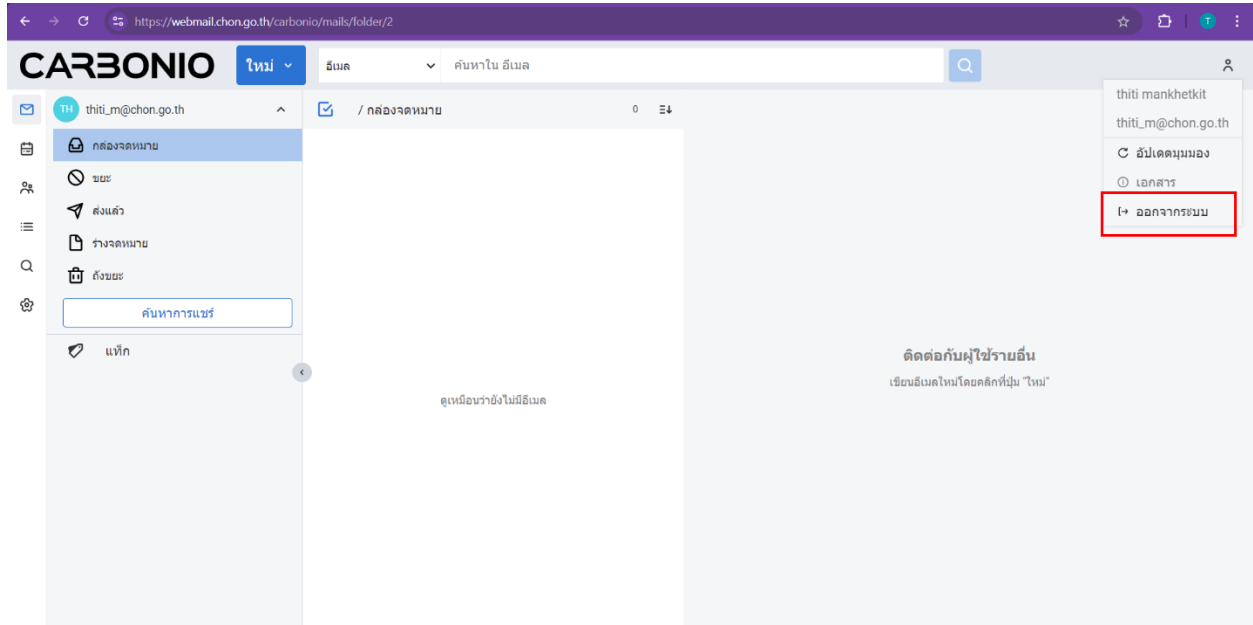 https://webmail.chon.go.th/carbonio/mails/folder/2
T
CARBONIO
ใหม่
อีเมล
ค้นหาใน อีเมล
TH thiti_m@chon.go.th
/ กล่องจดหมาย
0
thiti mankhetkit
thiti_m@chon.go.th
อัปเดตมุมมอง
เอกสาร
ออกจากระบบ
กล่องจดหมาย
ขยะ
ส่งแล้ว
ร่างจดหมาย
ถังขยะ
ค้นหาการแชร์
แท็ก
ดูเหมือนว่ายังไม่มีอีเมล
ติดต่อกับผู้ใช้รายอื่น
เขียนอีเมลใหม่โดยคลิกที่ปุ่ม "ใหม่"